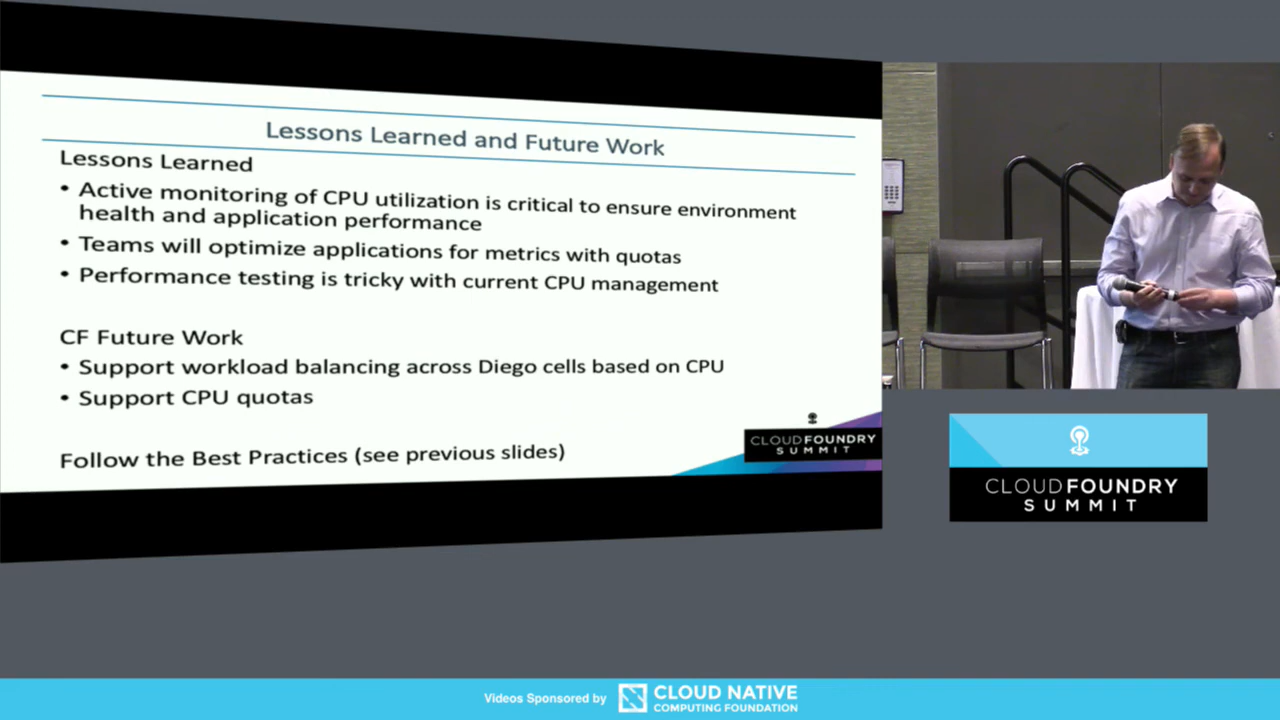 Lessons Learned and Future Work
Lessons Learned
• Active monitoring of CPU utilization is critical to ensure environment
health and application performance
• Teams will optimize applications for metrics with quotas
• Performance testing is tricky with current CPU management
CF Future Work
• Support workload balancing across Diego cells based on CPU
• Support CPU quotas
Follow the Best Practices (see previous slides)
CLOUDFOUNDRY
SUMMIT
CLOUDFOUNDRY
SUMMIT
Videos Sponsored by
CLOUD NATIVE
COMPUTING FOUNDATION